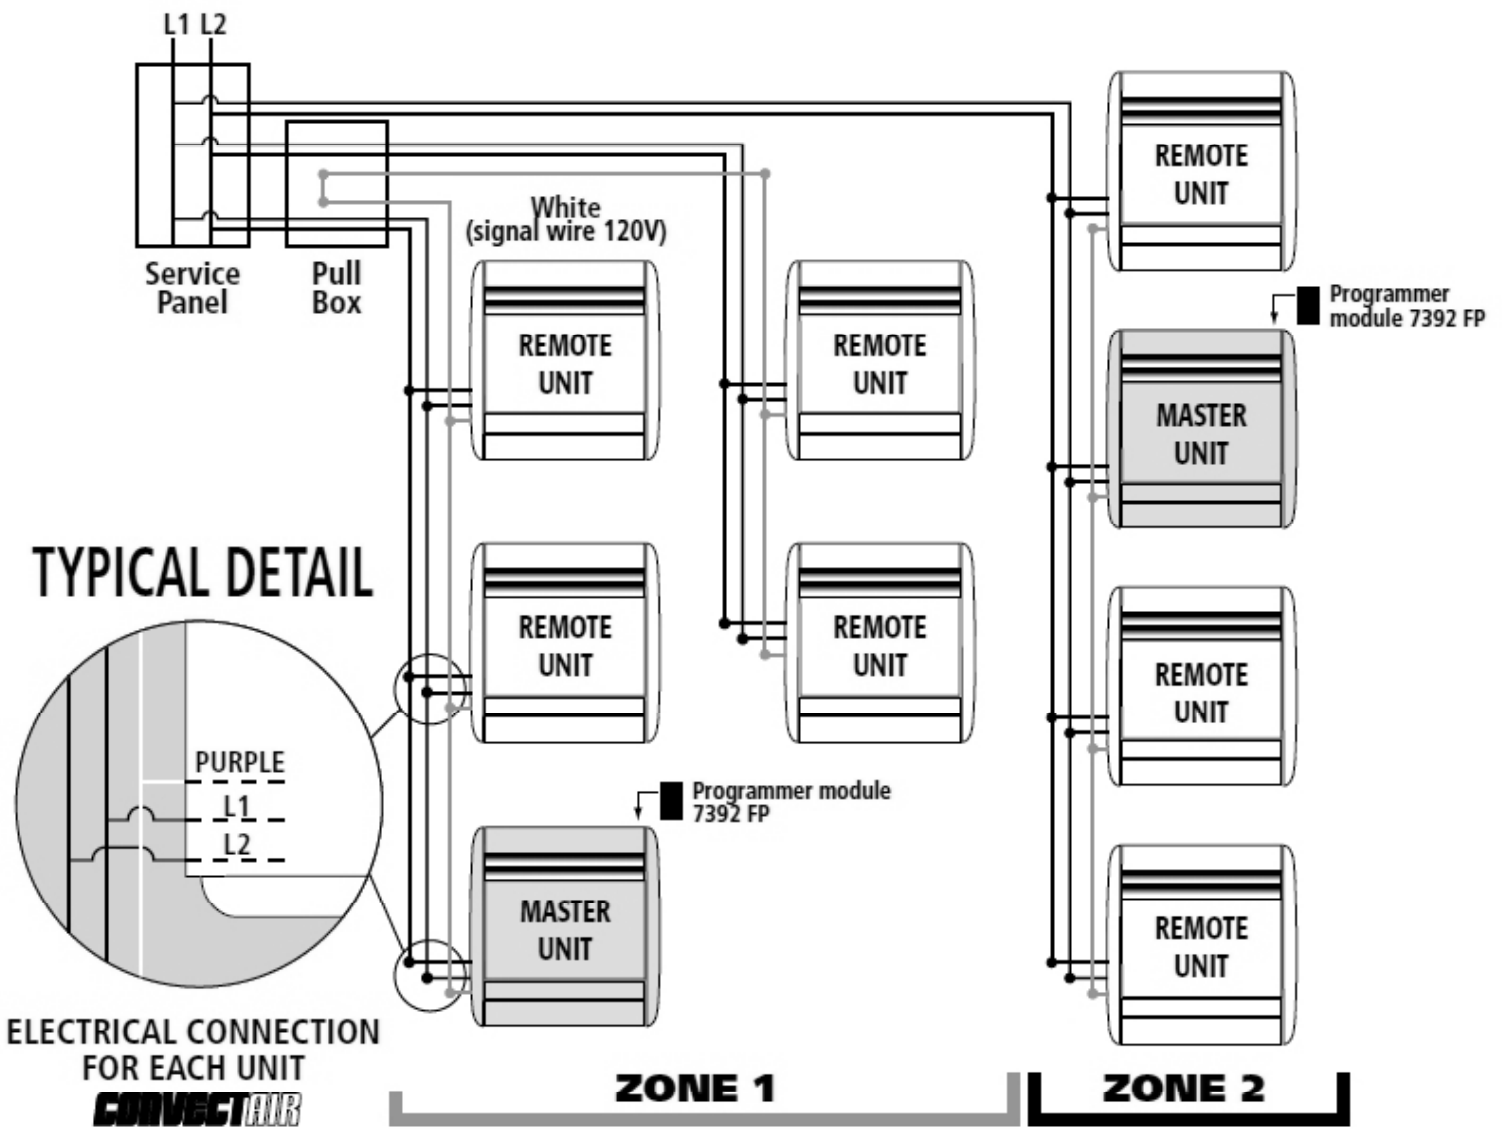 L1 L2
Service
Panel
Pull
Box
White
(signal wire 120V)
REMOTE
UNIT
REMOTE
UNIT
REMOTE
UNIT
Programmer
module 7392 FP
MASTER
UNIT
TYPICAL DETAIL
PURPLE
L1
L2
REMOTE
UNIT
REMOTE
UNIT
REMOTE
UNIT
Programmer module
7392 FP
MASTER
UNIT
REMOTE
UNIT
ELECTRICAL CONNECTION
FOR EACH UNIT
CONVECTAIR
ZONE 1
ZONE 2